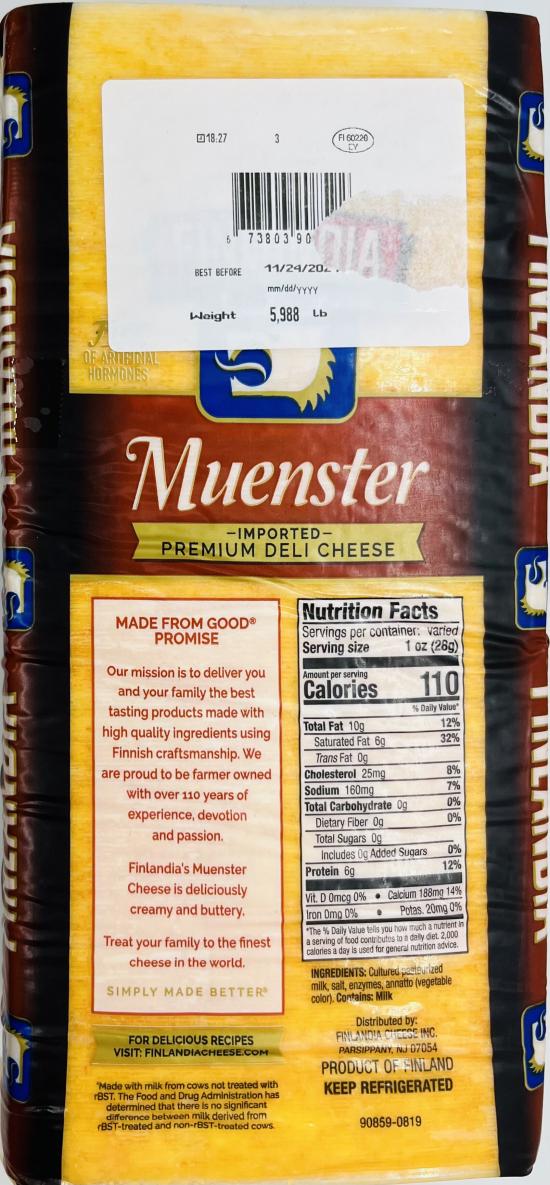 18.27 3 FI 60220
CY
6 73803 90
BEST BEFORE 11/24/202
mm/dd/yyyy
Weight 5,988 Lb
OF ARTIFICIAL
HORMONES
Muenster
–IMPORTED–
PREMIUM DELI CHEESE
MADE FROM GOOD®
PROMISE
Our mission is to deliver you
and your family the best
tasting products made with
high quality ingredients using
Finnish craftsmanship. We
are proud to be farmer owned
with over 110 years of
experience, devotion
and passion.
Finlandia's Muenster
Cheese is deliciously
creamy and buttery.
Treat your family to the finest
cheese in the world.
SIMPLY MADE BETTER®
FOR DELICIOUS RECIPES
VISIT: FINLANDIACHEESE.COM
*Made with milk from cows not treated with
rBST. The Food and Drug Administration has
determined that there is no significant
difference between milk derived from
rBST-treated and non-rBST-treated cows.
Nutrition Facts
Servings per container: varied
Serving size 1 oz (28g)
Amount per serving
Calories 110
% Daily Value*
Total Fat 10g 12%
Saturated Fat 6g 32%
Trans Fat 0g
Cholesterol 25mg 8%
Sodium 160mg 7%
Total Carbohydrate 0g 0%
Dietary Fiber 0g 0%
Total Sugars 0g
Includes 0g Added Sugars 0%
Protein 6g 12%
Vit. D 0mcg 0% • Calcium 188mg 14%
Iron 0mg 0% • Potas. 20mg 0%
*The % Daily Value tells you how much a nutrient in
a serving of food contributes to a daily diet. 2,000
calories a day is used for general nutrition advice.
INGREDIENTS: Cultured pasteurized
milk, salt, enzymes, annatto (vegetable
color). Contains: Milk
Distributed by:
FINLANDIA CHEESE INC.
PARSIPPANY, NJ 07054
PRODUCT OF FINLAND
KEEP REFRIGERATED
90859-0819
FINLANDIA
FINLANDIA